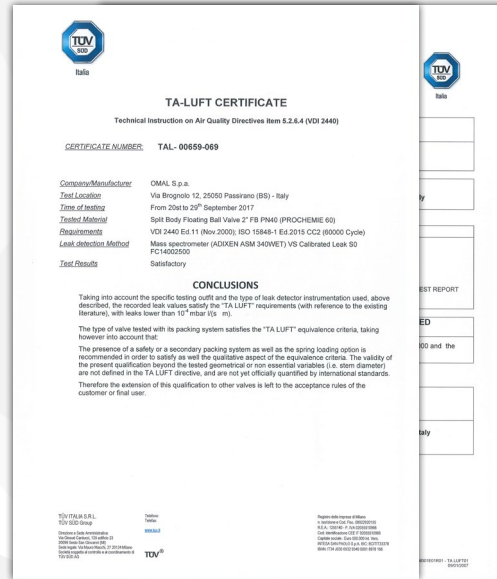 TÜV
SÜD
Italia
TA-LUFT CERTIFICATE
Technical Instruction on Air Quality Directives item 5.2.6.4 (VDI 2440)
CERTIFICATE NUMBER: TAL- 00659-069
Company/Manufacturer OMAL S.p.a.
Test Location Via Brognolo 12, 25050 Passirano (BS) - Italy
Time of testing From 20st to 29th September 2017
Tested Material Split Body Floating Ball Valve 2" FB PN40 (PROCHEMIE 60)
Requirements VDI 2440 Ed.11 (Nov.2000); ISO 15848-1 Ed.2015 CC2 (60000 Cycle)
Leak detection Method Mass spectrometer (ADIXEN ASM 340WET) VS Calibrated Leak S0
FC14002500
Test Results Satisfactory
CONCLUSIONS
Taking into account the specific testing outfit and the type of leak detector instrumentation used, above
described, the recorded leak values satisfy the "TA LUFT" requirements (with reference to the existing
literature), with leaks lower than 10⁻⁴ mbar l/(s m).
The type of valve tested with its packing system satisfies the "TA LUFT" equivalence criteria, taking
however into account that:
The presence of a safety or a secondary packing system as well as the spring loading option is
recommended in order to satisfy as well the qualitative aspect of the equivalence criteria. The validity of
the present qualification beyond the tested geometrical or non essential variables (i.e. stem diameter)
are not defined in the TA LUFT directive, and are not yet officially quantified by international standards.
Therefore the extension of this qualification to other valves is left to the acceptance rules of the
customer or final user.
TÜV ITALIA S.R.L.
TÜV SÜD Group
Telefono:
Telefax:
www.tuv.it
TÜV®
TÜV
SÜD
Italia
ly
EST REPORT
ED
000 and the
taly